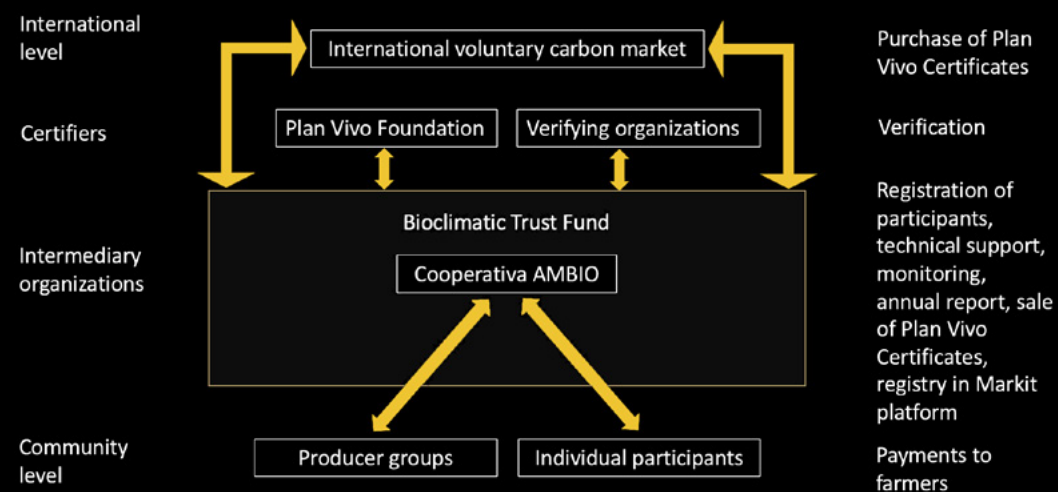 International
level
International voluntary carbon market
Purchase of Plan
Vivo Certificates
Certifiers
Plan Vivo Foundation
Verifying organizations
Verification
Intermediary
organizations
Bioclimatic Trust Fund
Cooperativa AMBIO
Registration of
participants,
technical support,
monitoring,
annual report, sale
of Plan Vivo
Certificates,
registry in Markit
platform
Community
level
Producer groups
Individual participants
Payments to
farmers